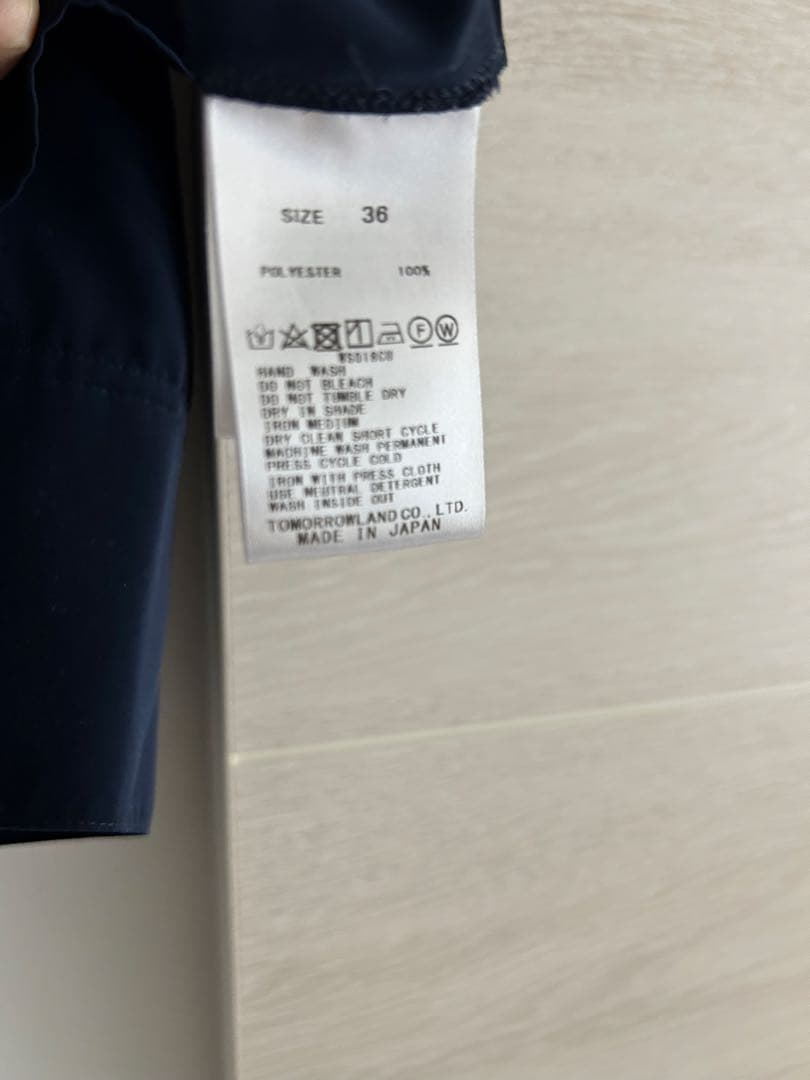 SIZE 36
POLYESTER 100%
F W
HAND WASH
DO NOT BLEACH
DO NOT TUMBLE DRY
DRY IN SHADE
IRON MEDIUM
DRY CLEAN SHORT CYCLE
MACHINE WASH PERMANENT
PRESS CYCLE COLD
IRON WITH PRESS CLOTH
USE NEUTRAL DETERGENT
WASH INSIDE OUT
TOMORROWLAND CO., LTD.
MADE IN JAPAN